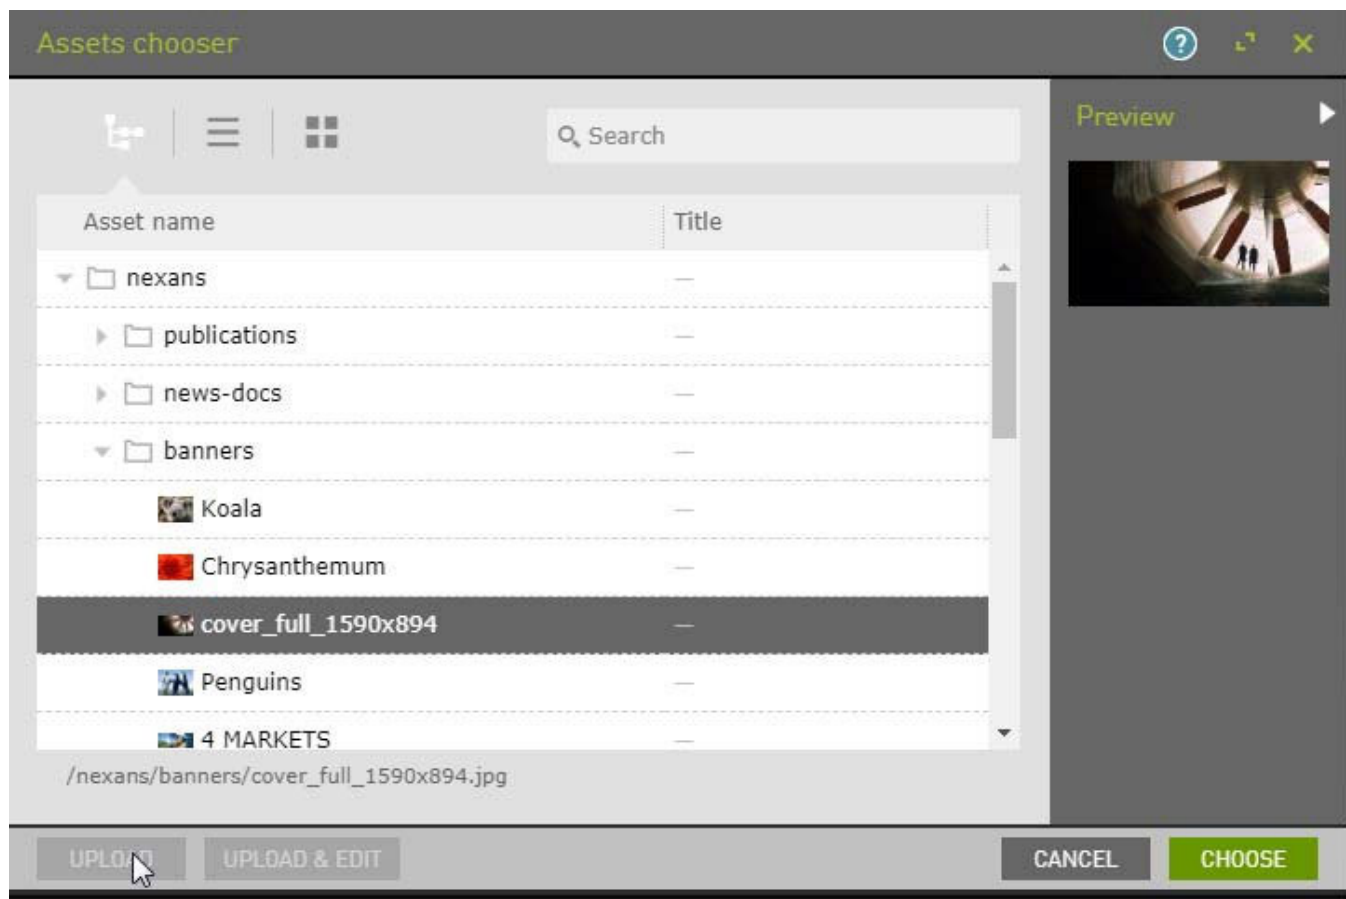 Assets chooser
?
Preview
Search
Asset name Title
nexans —
publications —
news-docs —
banners —
Koala —
Chrysanthemum —
cover_full_1590x894 —
Penguins —
4 MARKETS —
/nexans/banners/cover_full_1590x894.jpg
UPLOAD UPLOAD & EDIT CANCEL CHOOSE